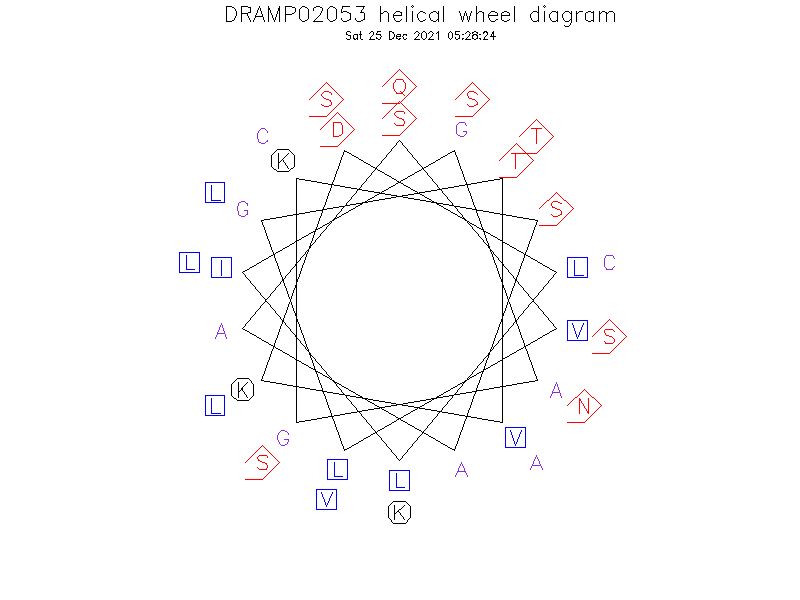 DRAMP02053 helical wheel diagram
Sat 25 Dec 2021 05:28:24
Q
S S
S
D G
C T
K T
L
G S
L I L C
A V S
K A
L N
G V
S L A A
L
V
K